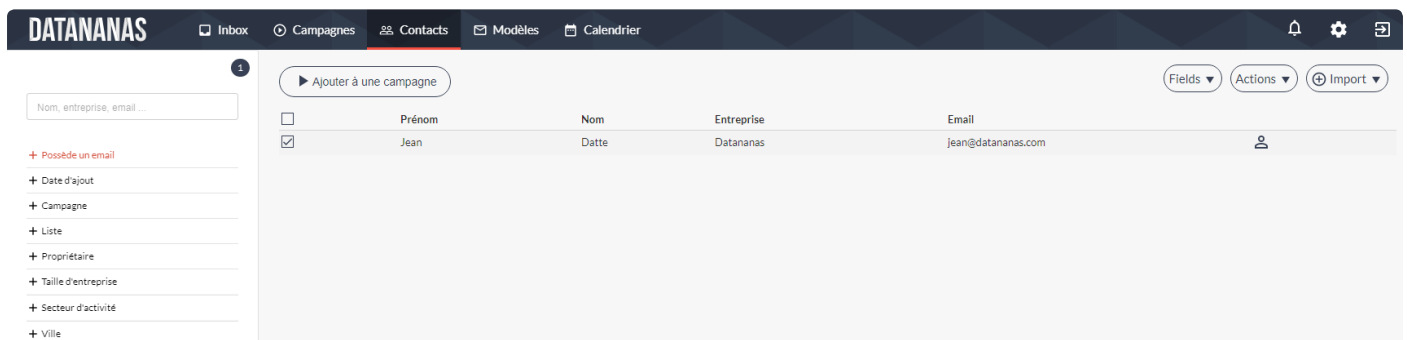 DATANANAS Inbox Campagnes Contacts Modèles Calendrier
1
Ajouter à une campagne Fields ▼ Actions ▼ Import ▼
Nom, entreprise, email ...
Prénom Nom Entreprise Email
Jean Datte Datananas jean@datananas.com
+ Possède un email
+ Date d'ajout
+ Campagne
+ Liste
+ Propriétaire
+ Taille d'entreprise
+ Secteur d'activité
+ Ville